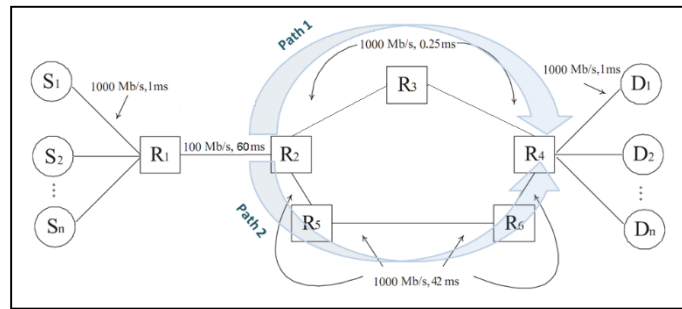 Path 1
1000 Mb/s, 0.25ms
S1
1000 Mb/s,1ms
1000 Mb/s,1ms
D1
R3
S2
R1
100 Mb/s, 60ms
R2
R4
D2
Sn
Path 2
R5
R6
Dn
1000 Mb/s,42 ms